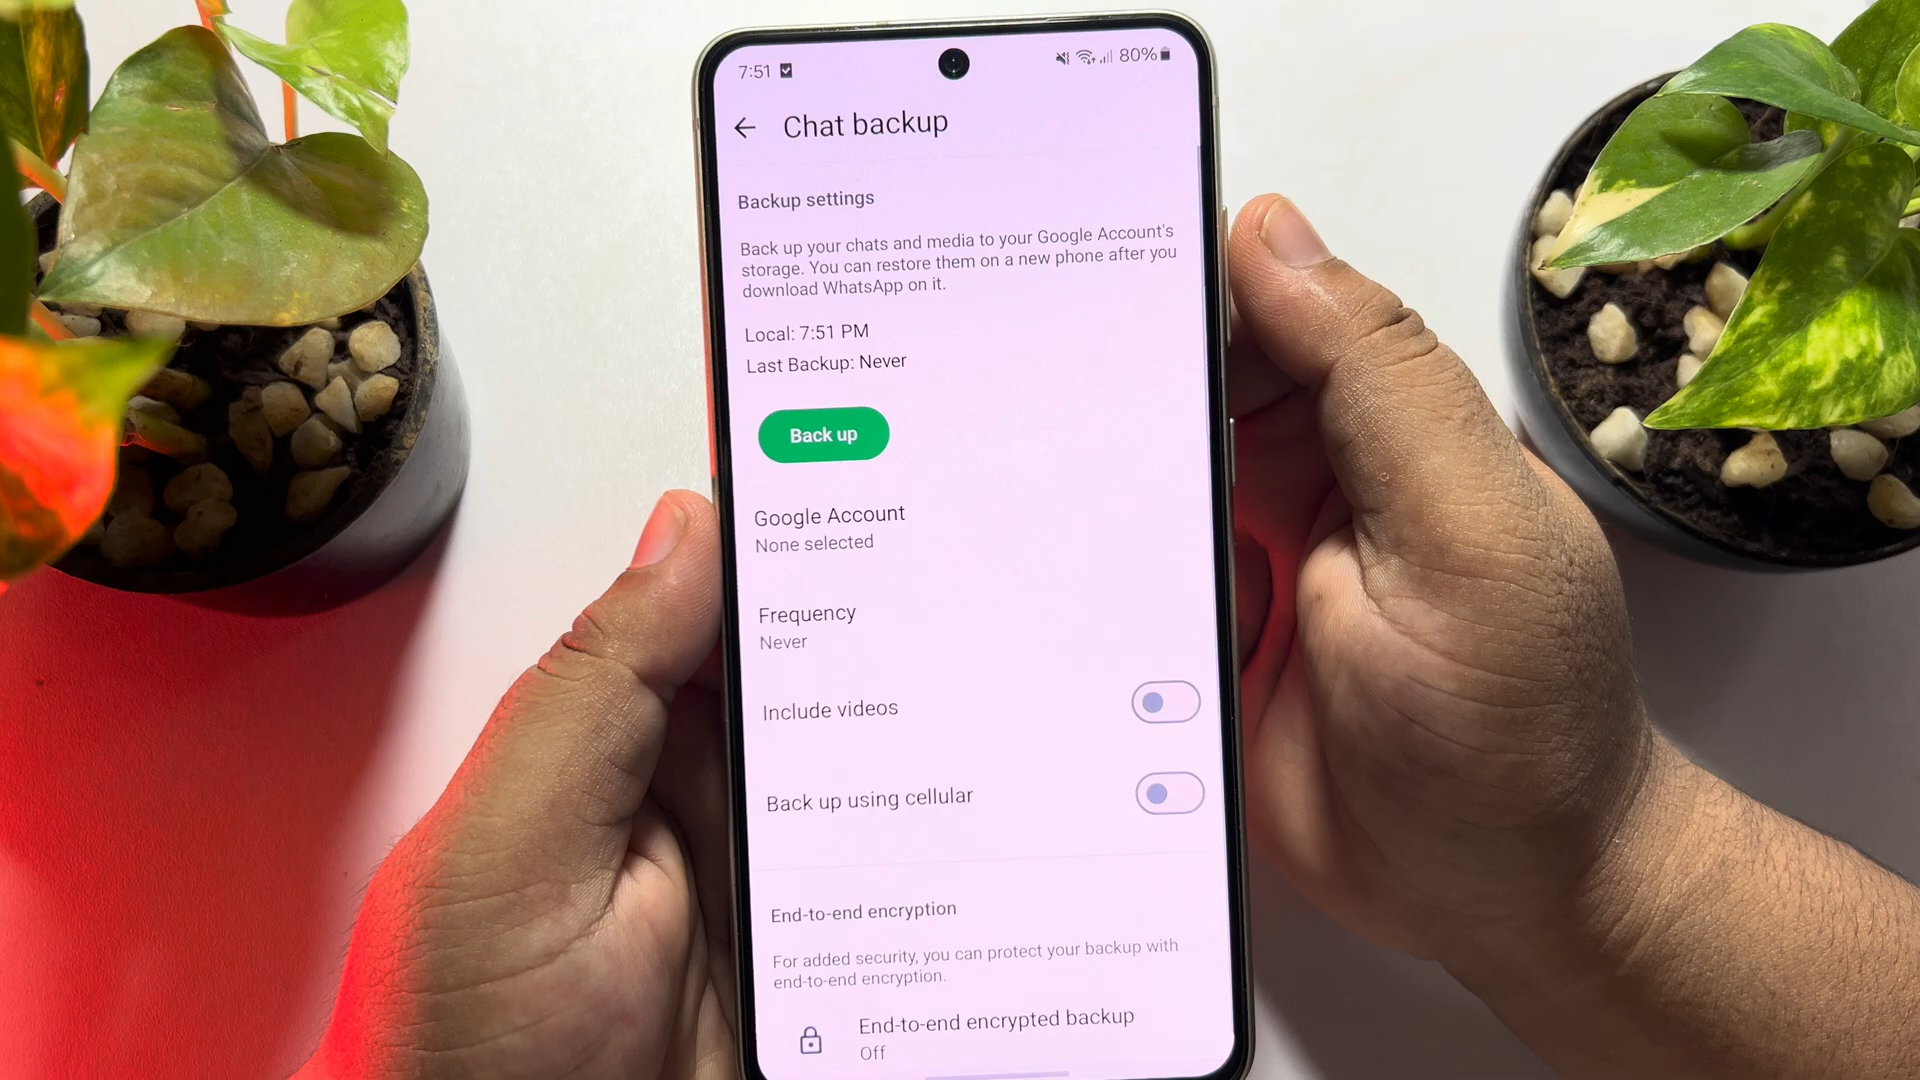 7:51
80%
Chat backup
Backup settings
Back up your chats and media to your Google Account's
storage. You can restore them on a new phone after you
download WhatsApp on it.
Local: 7:51 PM
Last Backup: Never
Back up
Google Account
None selected
Frequency
Never
Include videos
Back up using cellular
End-to-end encryption
For added security, you can protect your backup with
end-to-end encryption.
End-to-end encrypted backup
Off